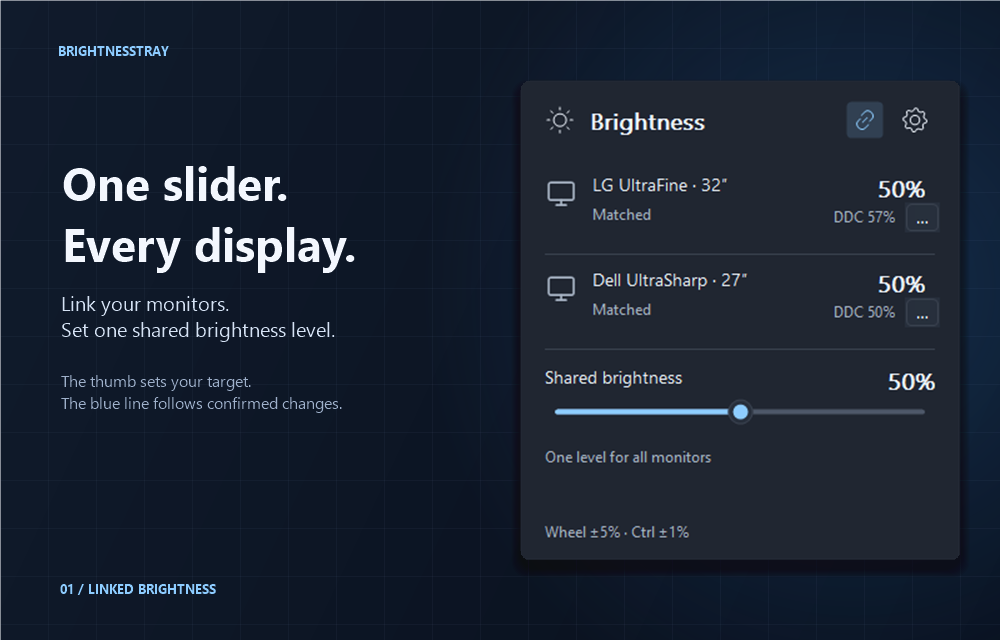 BRIGHTNESSTRAY
One slider.
Every display.
Link your monitors.
Set one shared brightness level.
The thumb sets your target.
The blue line follows confirmed changes.
01 / LINKED BRIGHTNESS
Brightness
LG UltraFine · 32″
50%
Matched
DDC 57%
...
Dell UltraSharp · 27″
50%
Matched
DDC 50%
...
Shared brightness
50%
One level for all monitors
Wheel ±5% · Ctrl ±1%